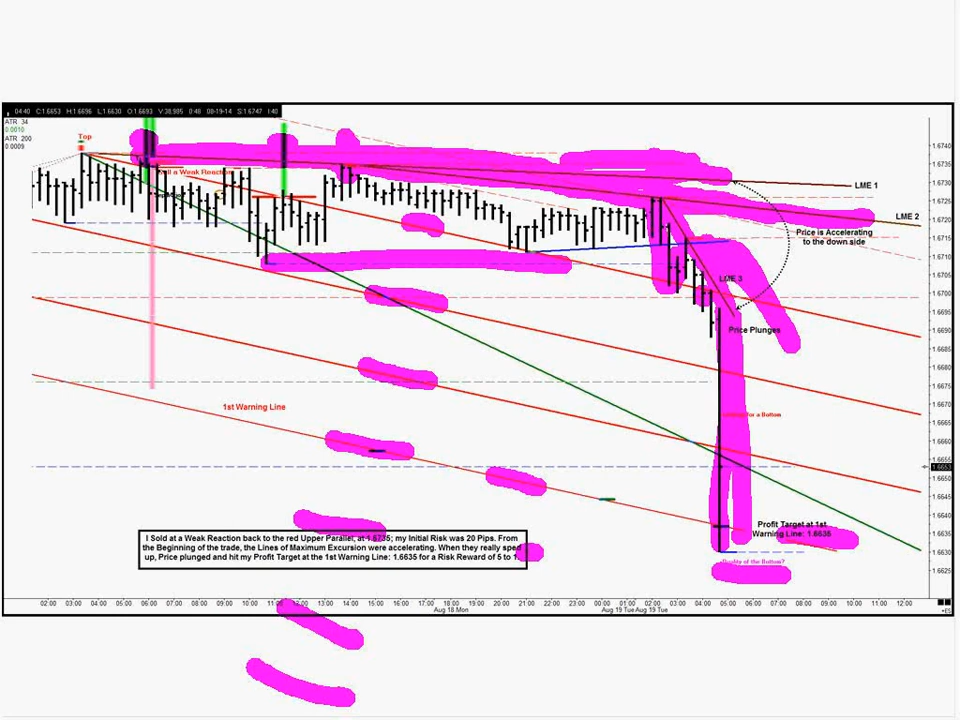 04:40 C:1.6653 H:1.6696 L:1.6630 O:1.6693 V:38,985 0:48 08-19-14 S:1.6747 I:40
ATR 34
0.0010
ATR 200
0.0009
Top
a Weak Reaction
LME 1
LME 2
Price is Accelerating
to the down side
LME 3
Price Plunges
for a Bottom
1st Warning Line
Profit Target at 1st
Warning Line: 1.6635
I Sold at a Weak Reaction back to the red Upper Parallel, at 1.6735; my Initial Risk was 20 Pips. From
the Beginning of the trade, the Lines of Maximum Excursion were accelerating. When they really sped
up, Price plunged and hit my Profit Target at the 1st Warning Line: 1.6635 for a Risk Reward of 5 to 1.
of the Bottom?
1.6740
1.6735
1.6730
1.6725
1.6720
1.6715
1.6710
1.6705
1.6700
1.6695
1.6690
1.6685
1.6680
1.6675
1.6670
1.6665
1.6660
1.6655
1.6653
1.6650
1.6645
1.6640
1.6635
1.6630
1.6625
02:00 03:00 04:00 05:00 06:00 07:00 08:00 09:00 10:00 11:00 12:00 13:00 14:00 15:00 16:00 17:00 18:00 19:00 20:00 21:00 22:00 23:00 00:00 01:00 02:00 03:00 04:00 05:00 06:00 07:00 08:00 09:00 10:00 11:00 12:00
Aug 18 Mon Aug 19 Tue Aug 19 Tue